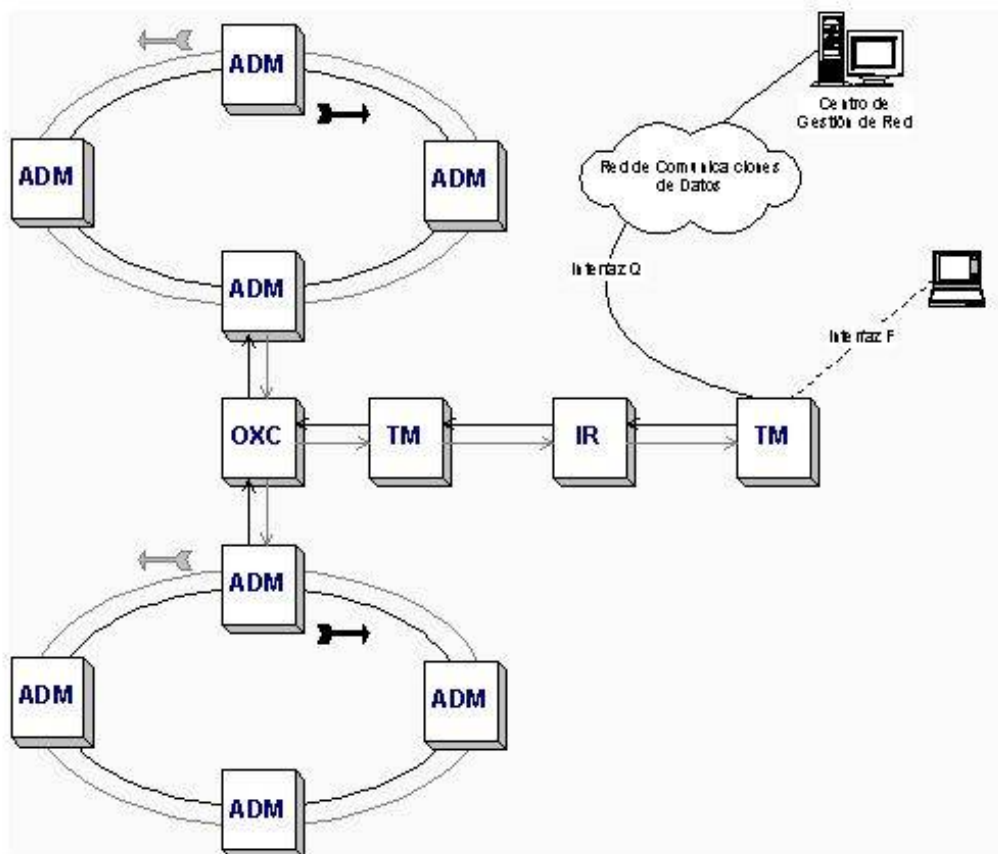 ADM
Centro de
Gestión de Red
ADM
ADM
Red de Comunicaciones
de Datos
ADM
Interfaz Q
Interfaz F
OXC
TM
IR
TM
ADM
ADM
ADM
ADM